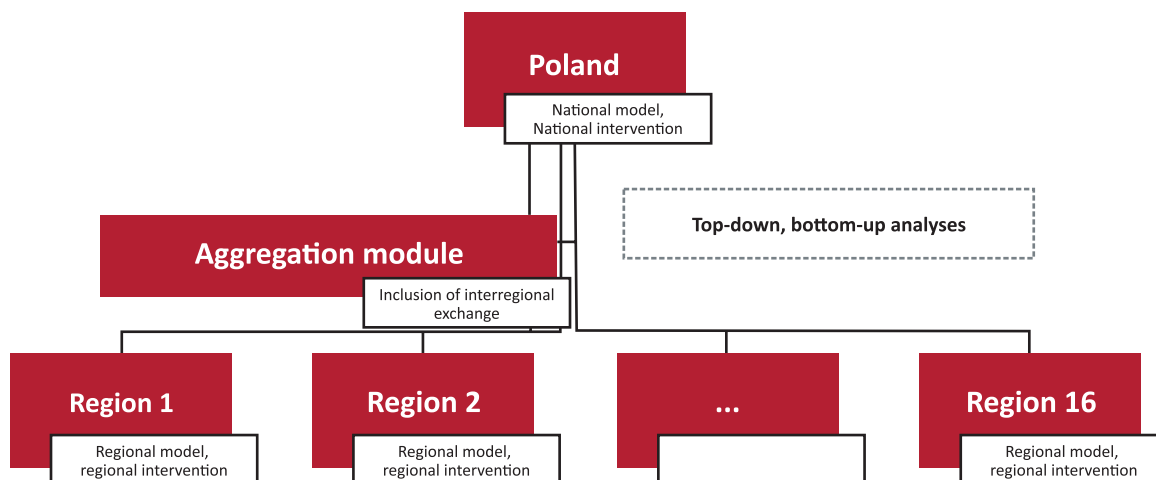 Poland
National model,
National intervention
Top-down, bottom-up analyses
Aggregation module
Inclusion of interregional
exchange
Region 1
Regional model,
regional intervention
Region 2
Regional model,
regional intervention
...
Region 16
Regional model,
regional intervention